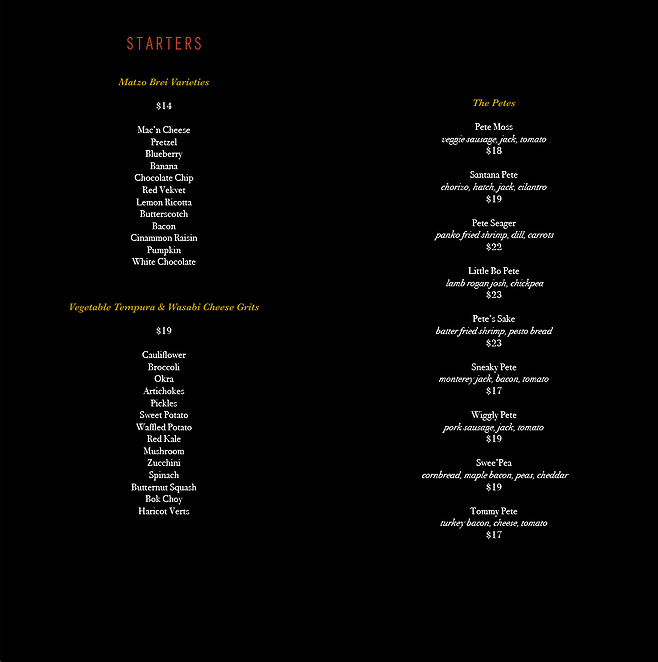 STARTERS
Matzo Brei Varieties
$14
Mac'n Cheese
Pretzel
Blueberry
Banana
Chocolate Chip
Red Vekvet
Lemon Ricotta
Butterscotch
Bacon
Cinammon Raisin
Pumpkin
White Chocolate
Vegetable Tempura & Wasabi Cheese Grits
$19
Cauliflower
Broccoli
Okra
Artichokes
Pickles
Sweet Potato
Waffled Potato
Red Kale
Mushroom
Zucchini
Spinach
Butternut Squash
Bok Choy
Haricot Verts
The Petes
Pete Moss
veggie sausage, jack, tomato
$18
Santana Pete
chorizo, hatch, jack, cilantro
$19
Pete Seager
panko fried shrimp, dill, carrots
$22
Little Bo Pete
lamb rogan josh, chickpea
$23
Pete's Sake
batter fried shrimp, pesto bread
$23
Sneaky Pete
monterey jack, bacon, tomato
$17
Wiggly Pete
pork sausage, jack, tomato
$19
Swee'Pea
cornbread, maple bacon, peas, cheddar
$19
Tommy Pete
turkey bacon, cheese, tomato
$17